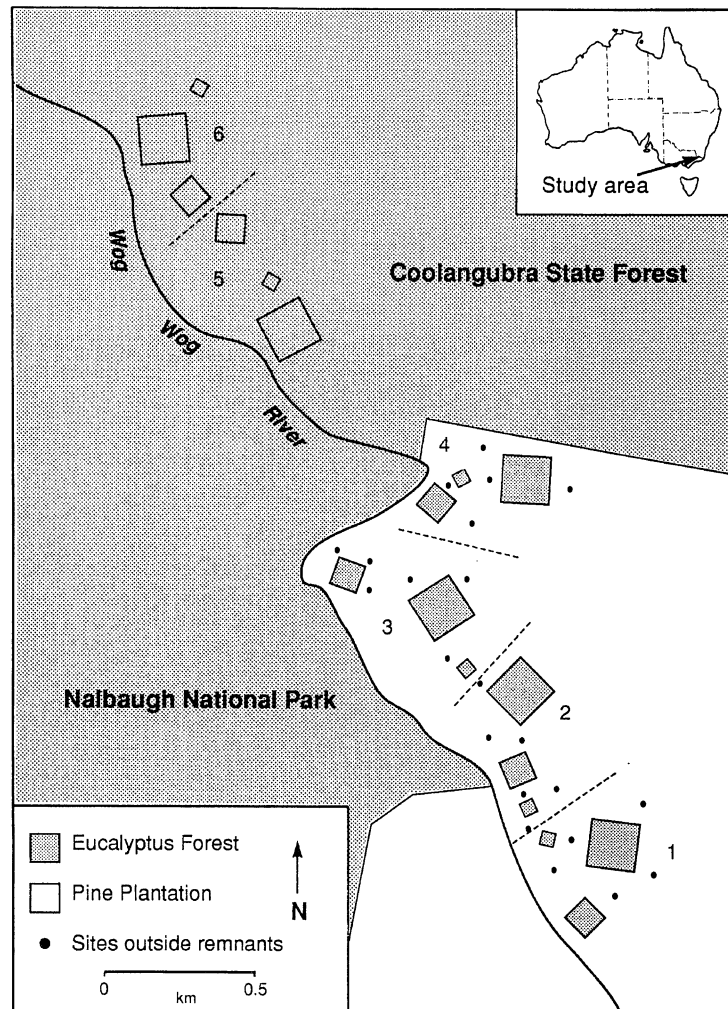 Study area
6
5
Wog
Wog
River
Coolangubra State Forest
4
3
2
1
Nalbaugh National Park
Eucalyptus Forest
Pine Plantation
Sites outside remnants
N
0 0.5
km